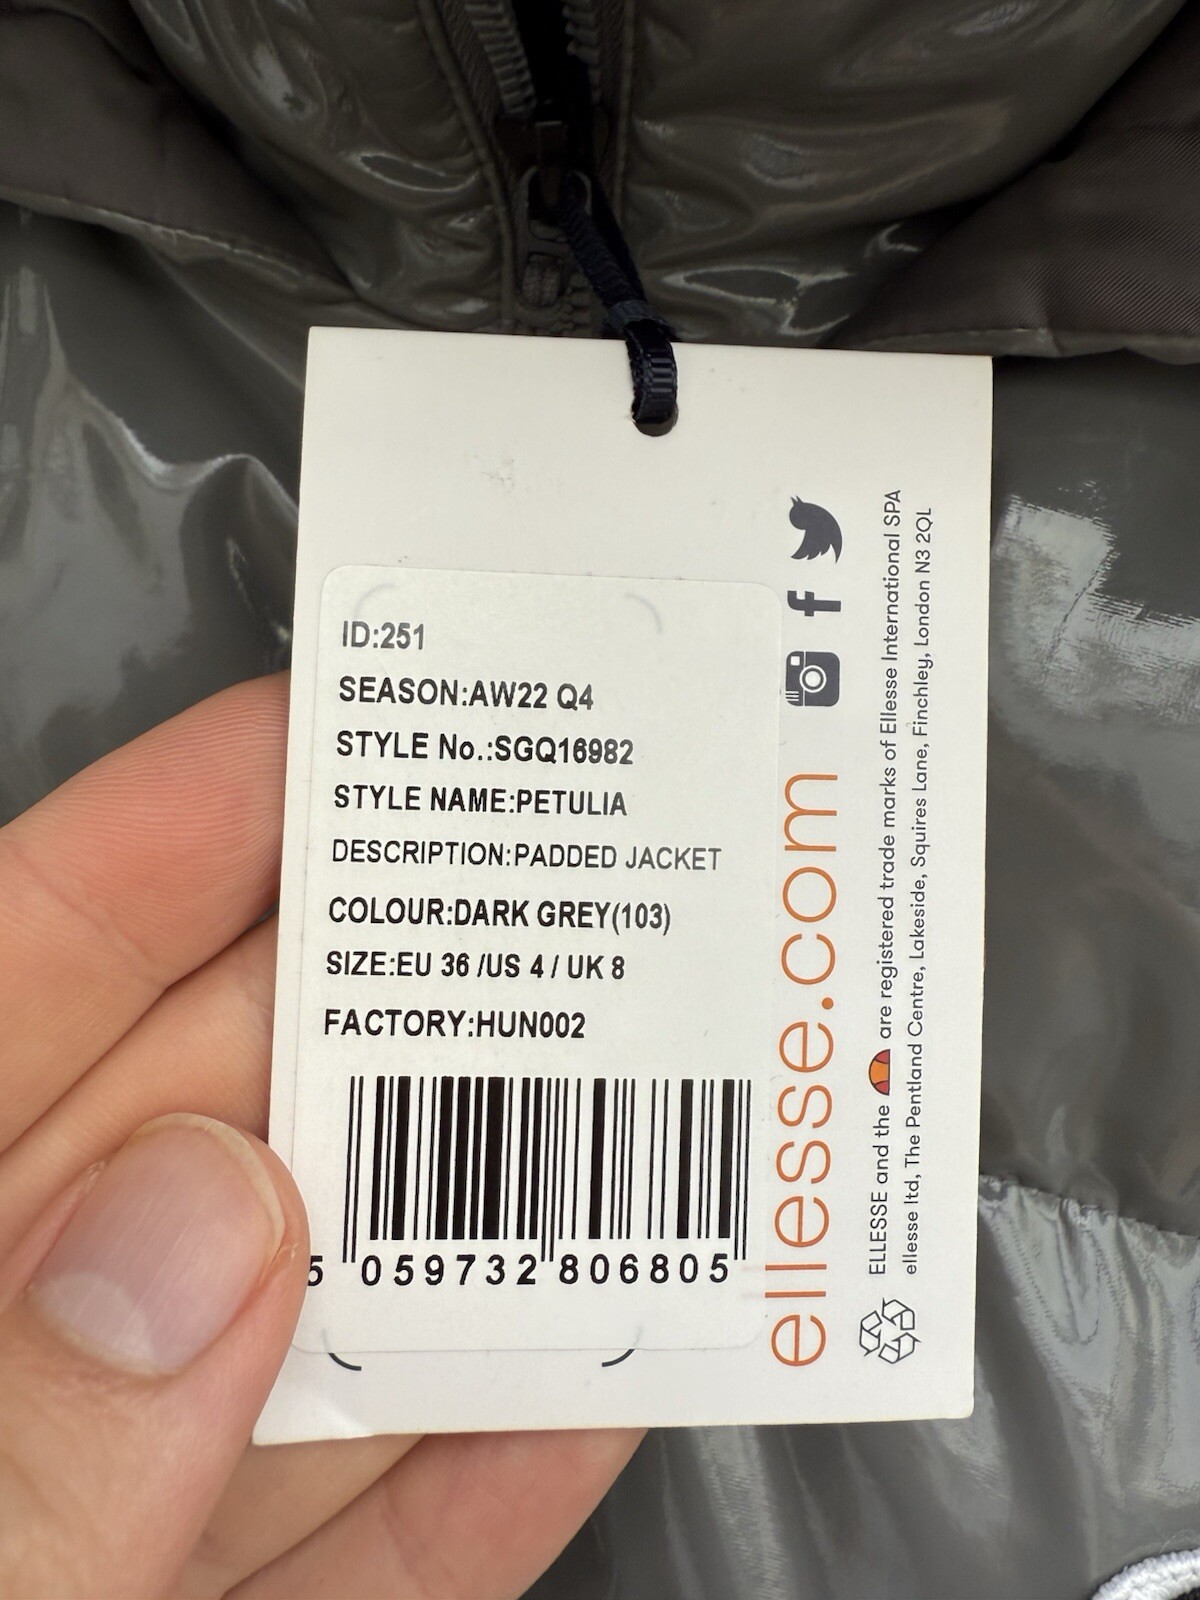 ID:251
SEASON:AW22 Q4
STYLE No.:SGQ16982
STYLE NAME:PETULIA
DESCRIPTION:PADDED JACKET
COLOUR:DARK GREY(103)
SIZE:EU 36 /US 4 / UK 8
FACTORY:HUN002
5 059732 806805
ellesse.com
ELLESSE and the are registered trade marks of Ellesse International SPA
ellesse ltd, The Pentland Centre, Lakeside, Squires Lane, Finchley, London N3 2QL